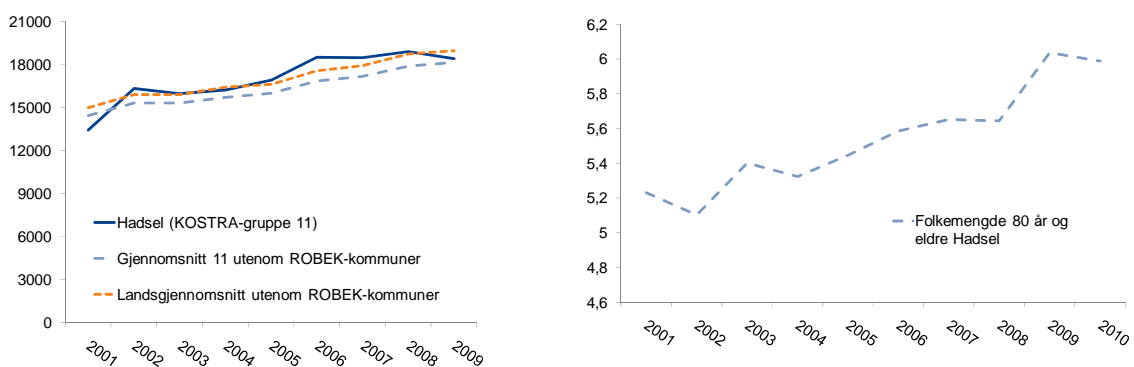 21000
18000
15000
12000
9000
6000
3000
0
Hadsel (KOSTRA-gruppe 11)
Gjennomsnitt 11 utenom ROBEK-kommuner
Landsgjennomsnitt utenom ROBEK-kommuner
2001 2002 2003 2004 2005 2006 2007 2008 2009
6,2
6
5,8
5,6
5,4
5,2
5
4,8
4,6
Folkemengde 80 år og
eldre Hadsel
2001 2002 2003 2004 2005 2006 2007 2008 2009 2010